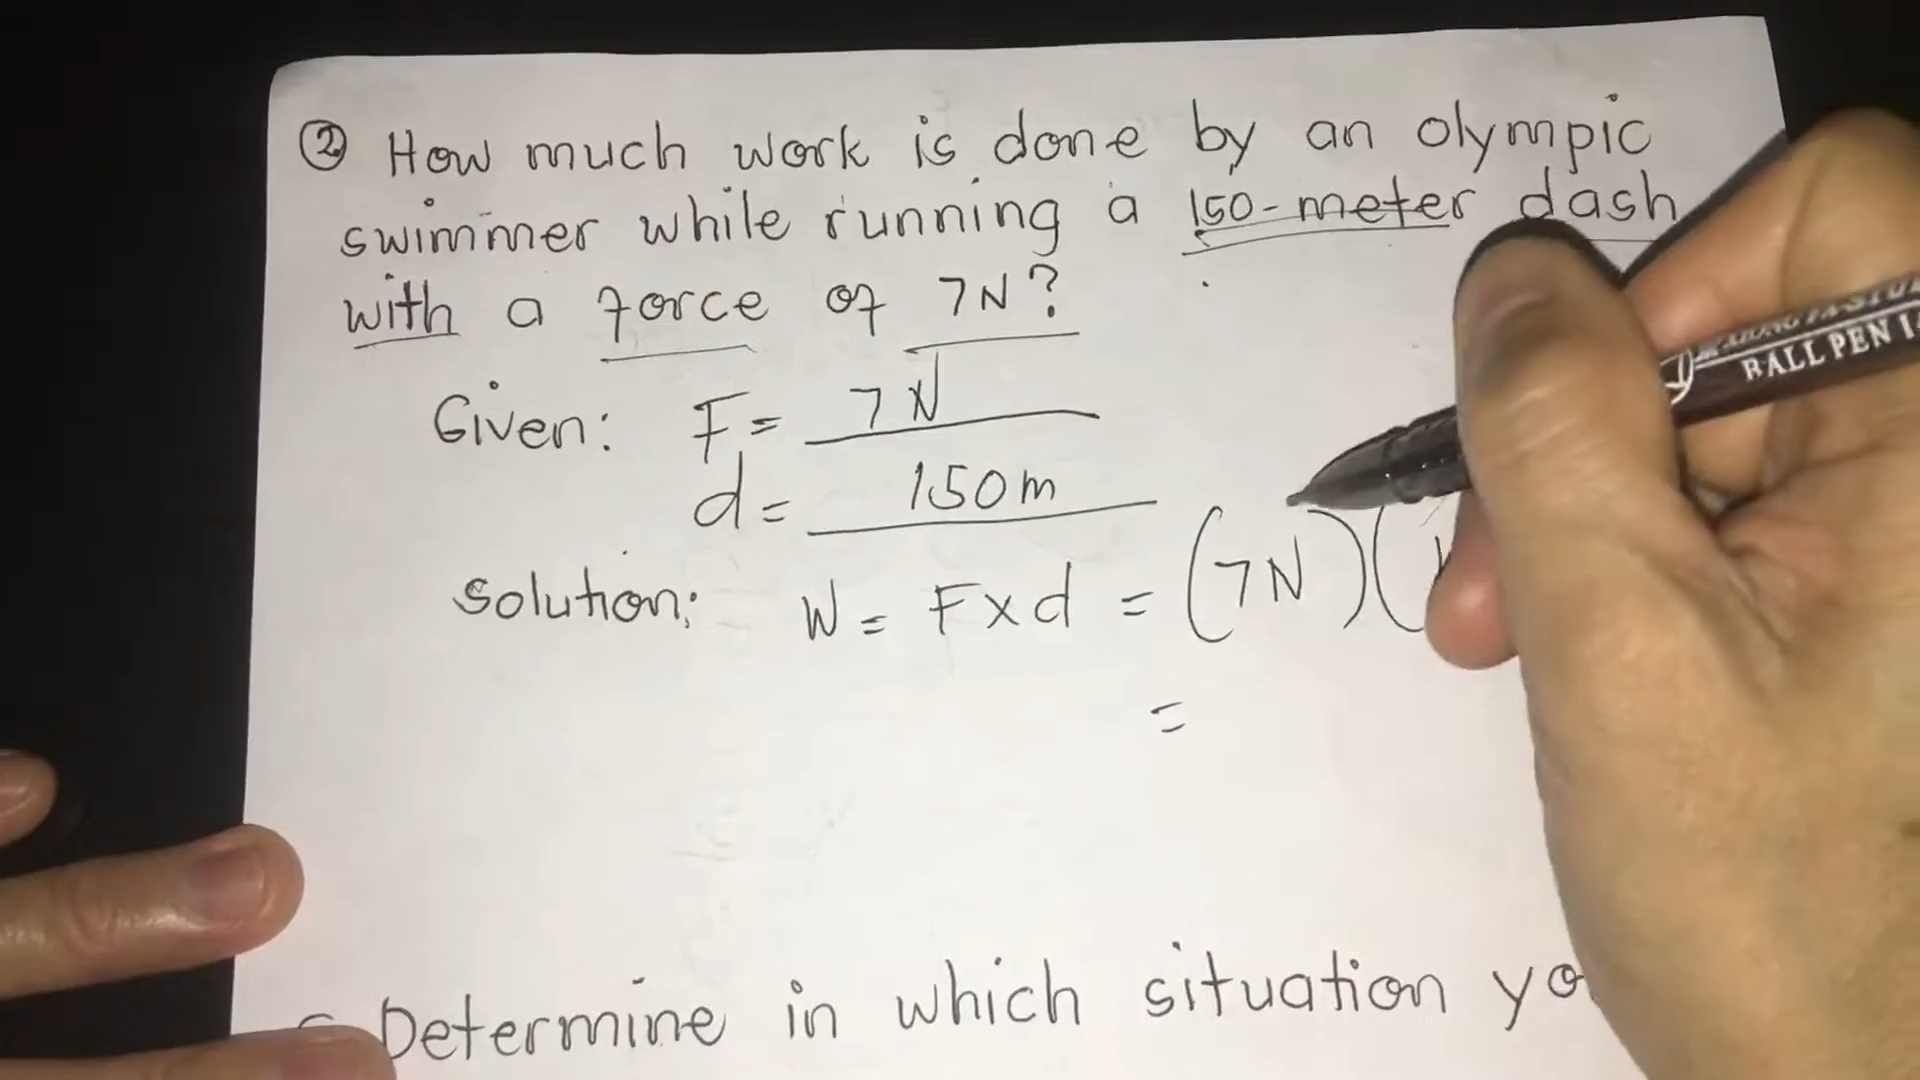 ② How much work is done by an olympic
swimmer while running a 150-meter dash
with a force of 7N?
Given: F= 7N
d= 150m
Solution: W = F x d = (7N)(
=
Determine in which situation yo
BALL PEN